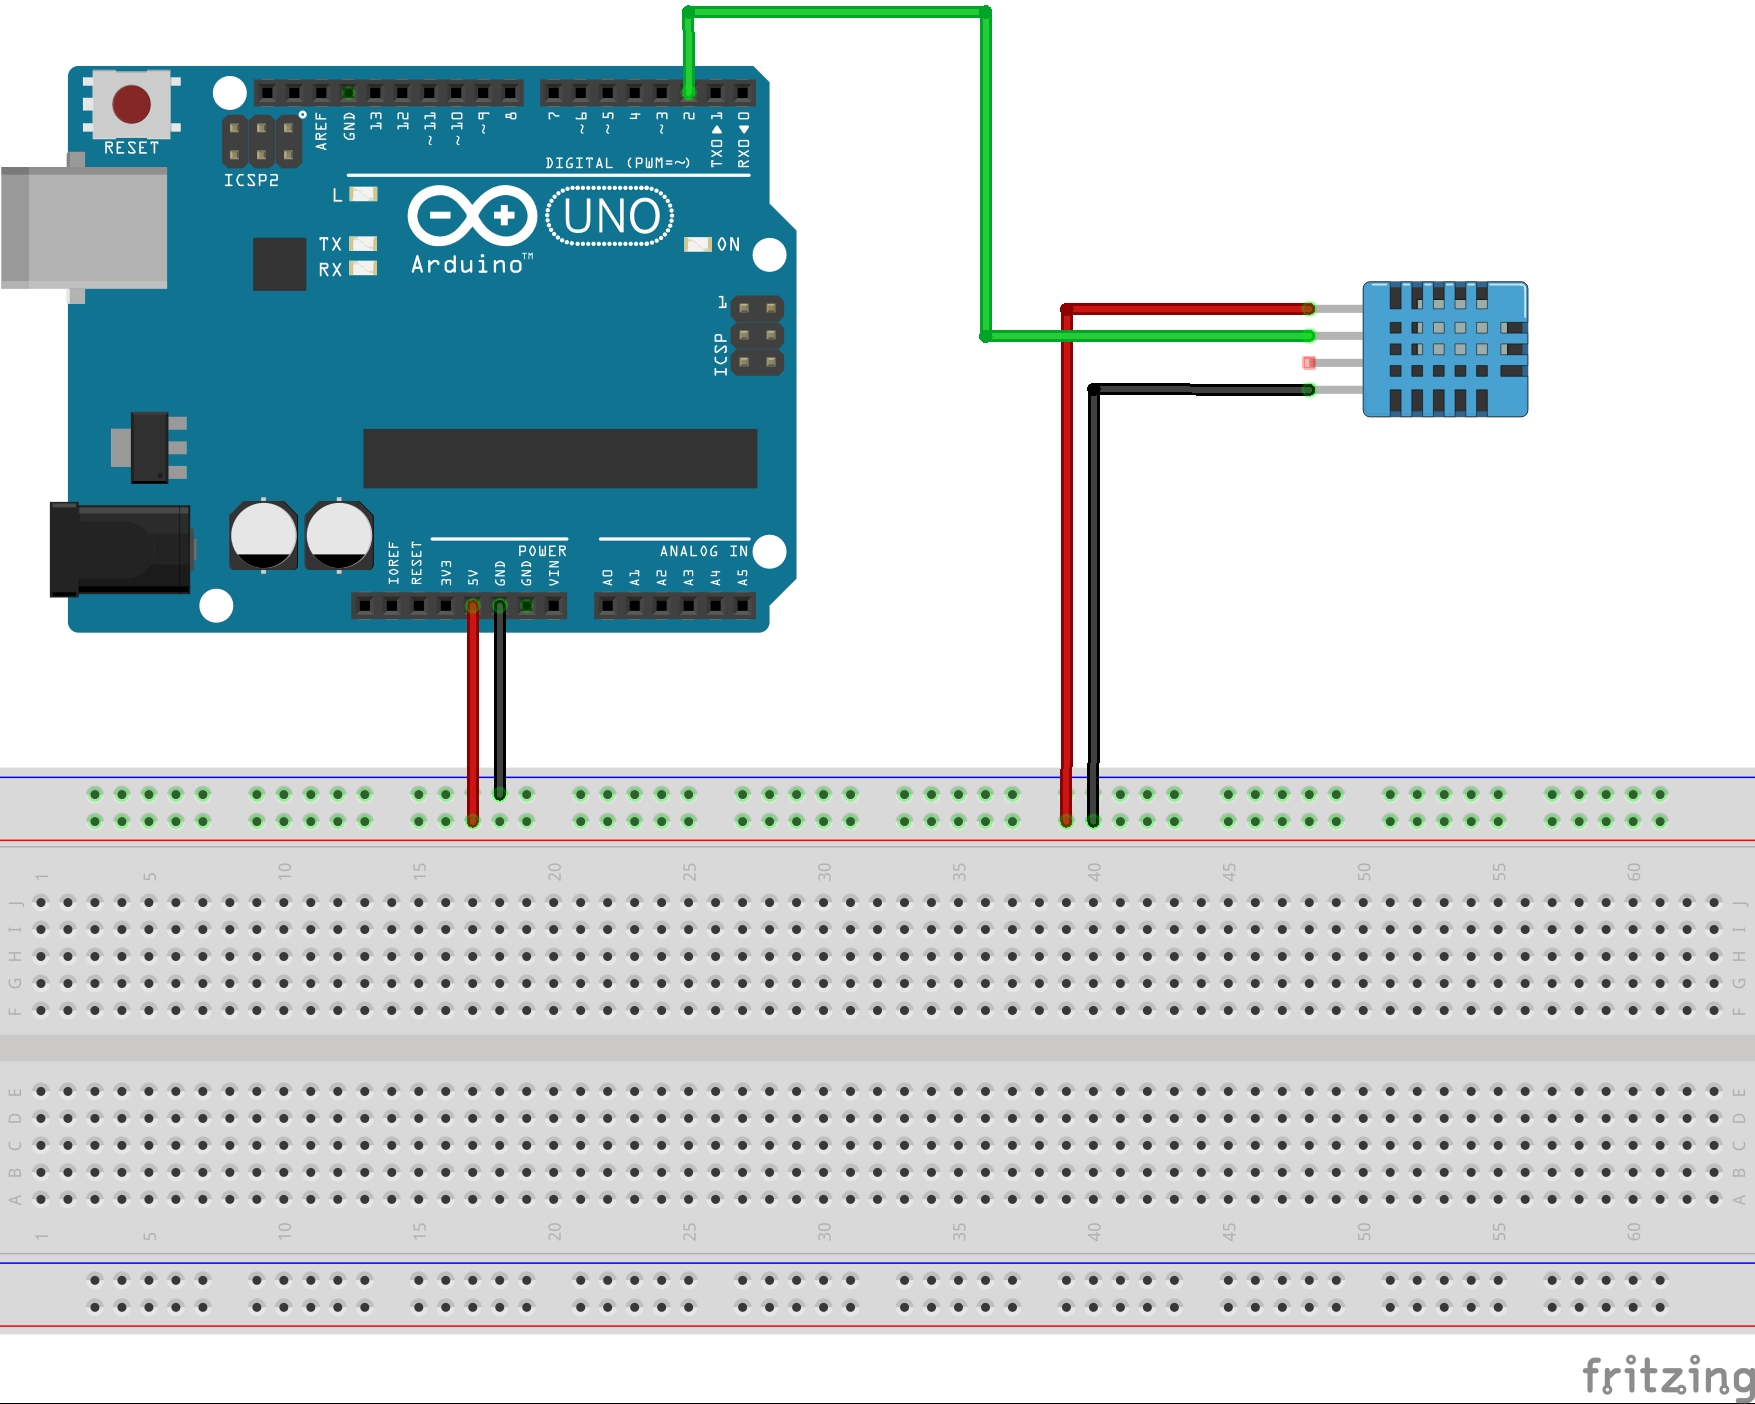 RESET
ICSP2
AREF
GND
13
12
~11
~10
~9
8
7
~6
~5
4
~3
2
TX0▶1
RX0◀0
DIGITAL (PWM=~)
L
TX
RX
Arduino™
UNO
ON
1
ICSP
IOREF
RESET
3V3
5V
GND
GND
VIN
POWER
ANALOG IN
A0
A1
A2
A3
A4
A5
1 5 10 15 20 25 30 35 40 45 50 55 60
J J
I I
H H
G G
F F
E E
D D
C C
B B
A A
1 5 10 15 20 25 30 35 40 45 50 55 60
fritzing